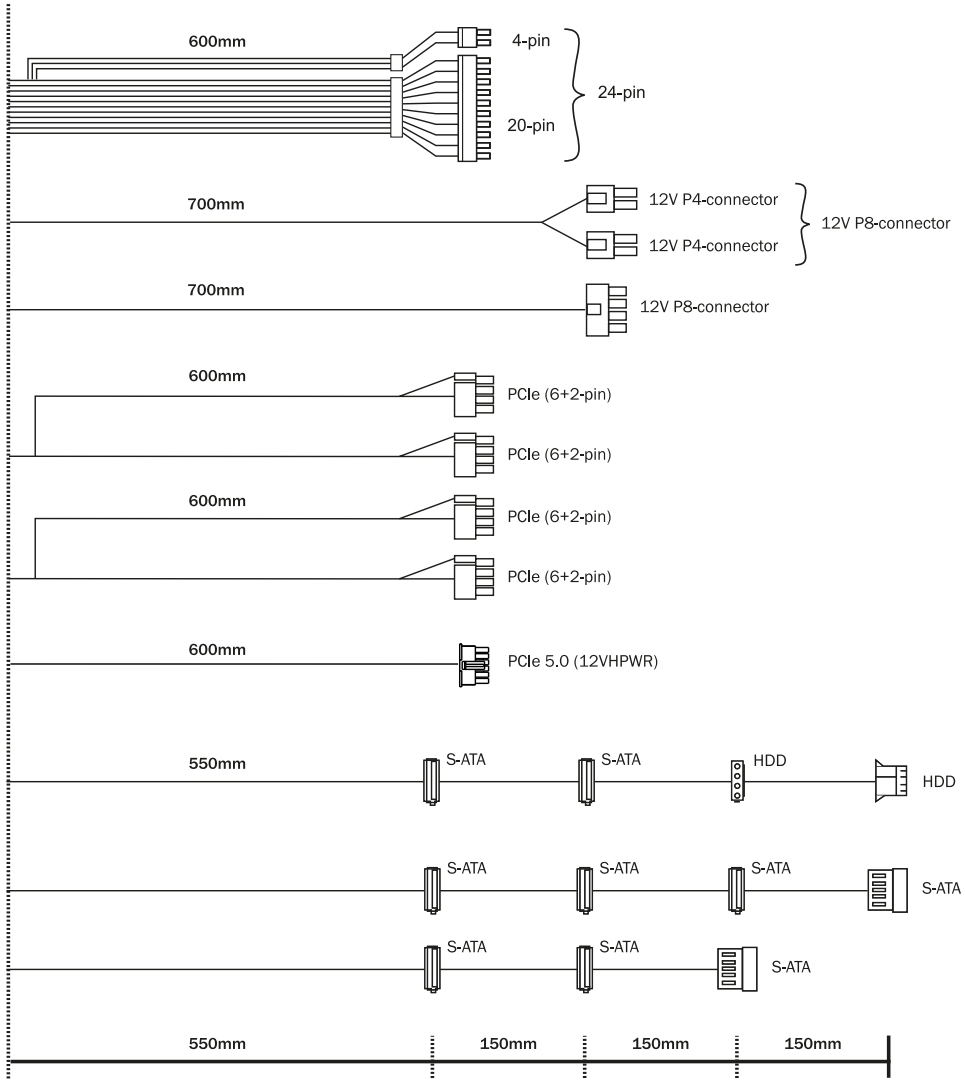 600mm
4-pin
24-pin
20-pin
700mm
12V P4-connector
12V P8-connector
12V P4-connector
700mm
12V P8-connector
600mm
PCIe (6+2-pin)
PCIe (6+2-pin)
600mm
PCIe (6+2-pin)
PCIe (6+2-pin)
600mm
PCIe 5.0 (12VHPWR)
550mm S-ATA S-ATA HDD
HDD
S-ATA S-ATA S-ATA
S-ATA
S-ATA S-ATA
S-ATA
550mm 150mm 150mm 150mm